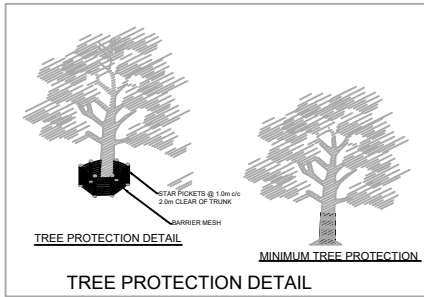 STAR PICKETS @ 1.0m c/c
2.0m CLEAR OF TRUNK
BARRIER MESH
TREE PROTECTION DETAIL
MINIMUM TREE PROTECTION
TREE PROTECTION DETAIL